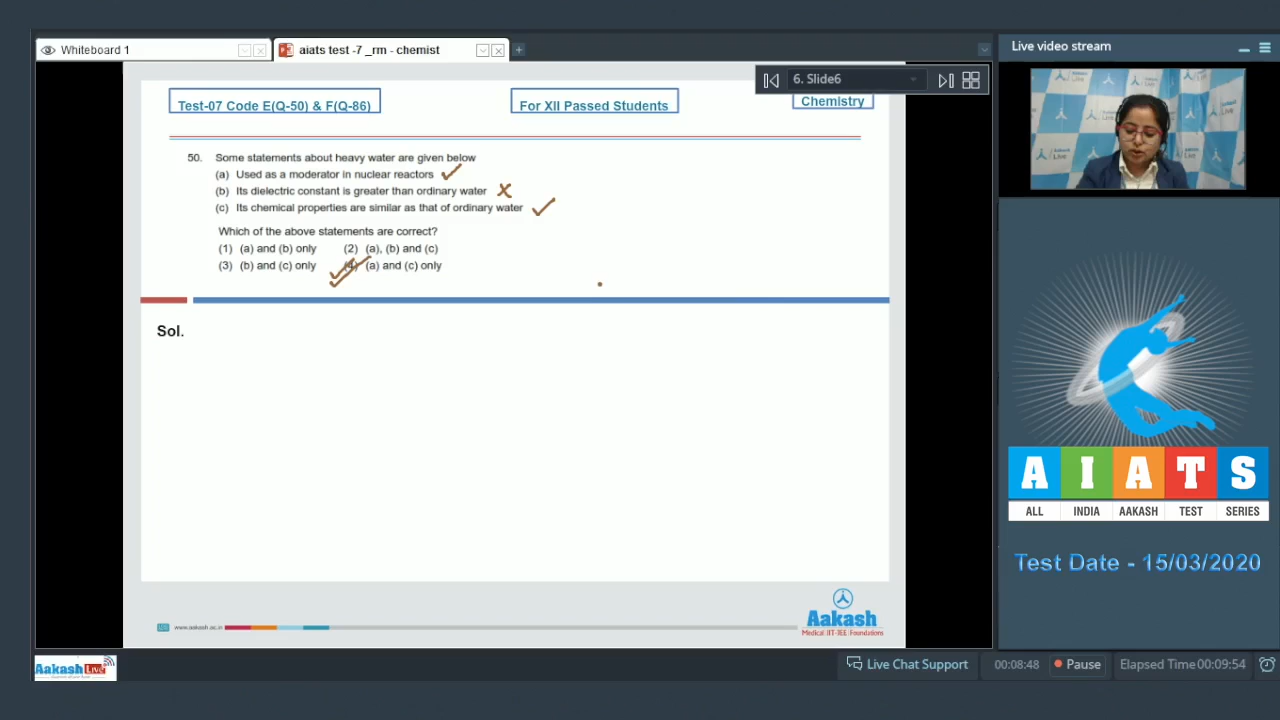 Whiteboard 1
aiats test -7 _rm - chemist
Live video stream
6. Slide6
Test-07 Code E(Q-50) & F(Q-86)
For XII Passed Students
Chemistry
50. Some statements about heavy water are given below
(a) Used as a moderator in nuclear reactors
(b) Its dielectric constant is greater than ordinary water
(c) Its chemical properties are similar as that of ordinary water
Which of the above statements are correct?
(1) (a) and (b) only (2) (a), (b) and (c)
(3) (b) and (c) only (4) (a) and (c) only
Sol.
A I A T S
ALL INDIA AAKASH TEST SERIES
Test Date - 15/03/2020
Aakash
Medical|IIT-JEE|Foundations
www.aakash.ac.in
Aakash Live
Live Chat Support
00:08:48
Pause
Elapsed Time 00:09:54